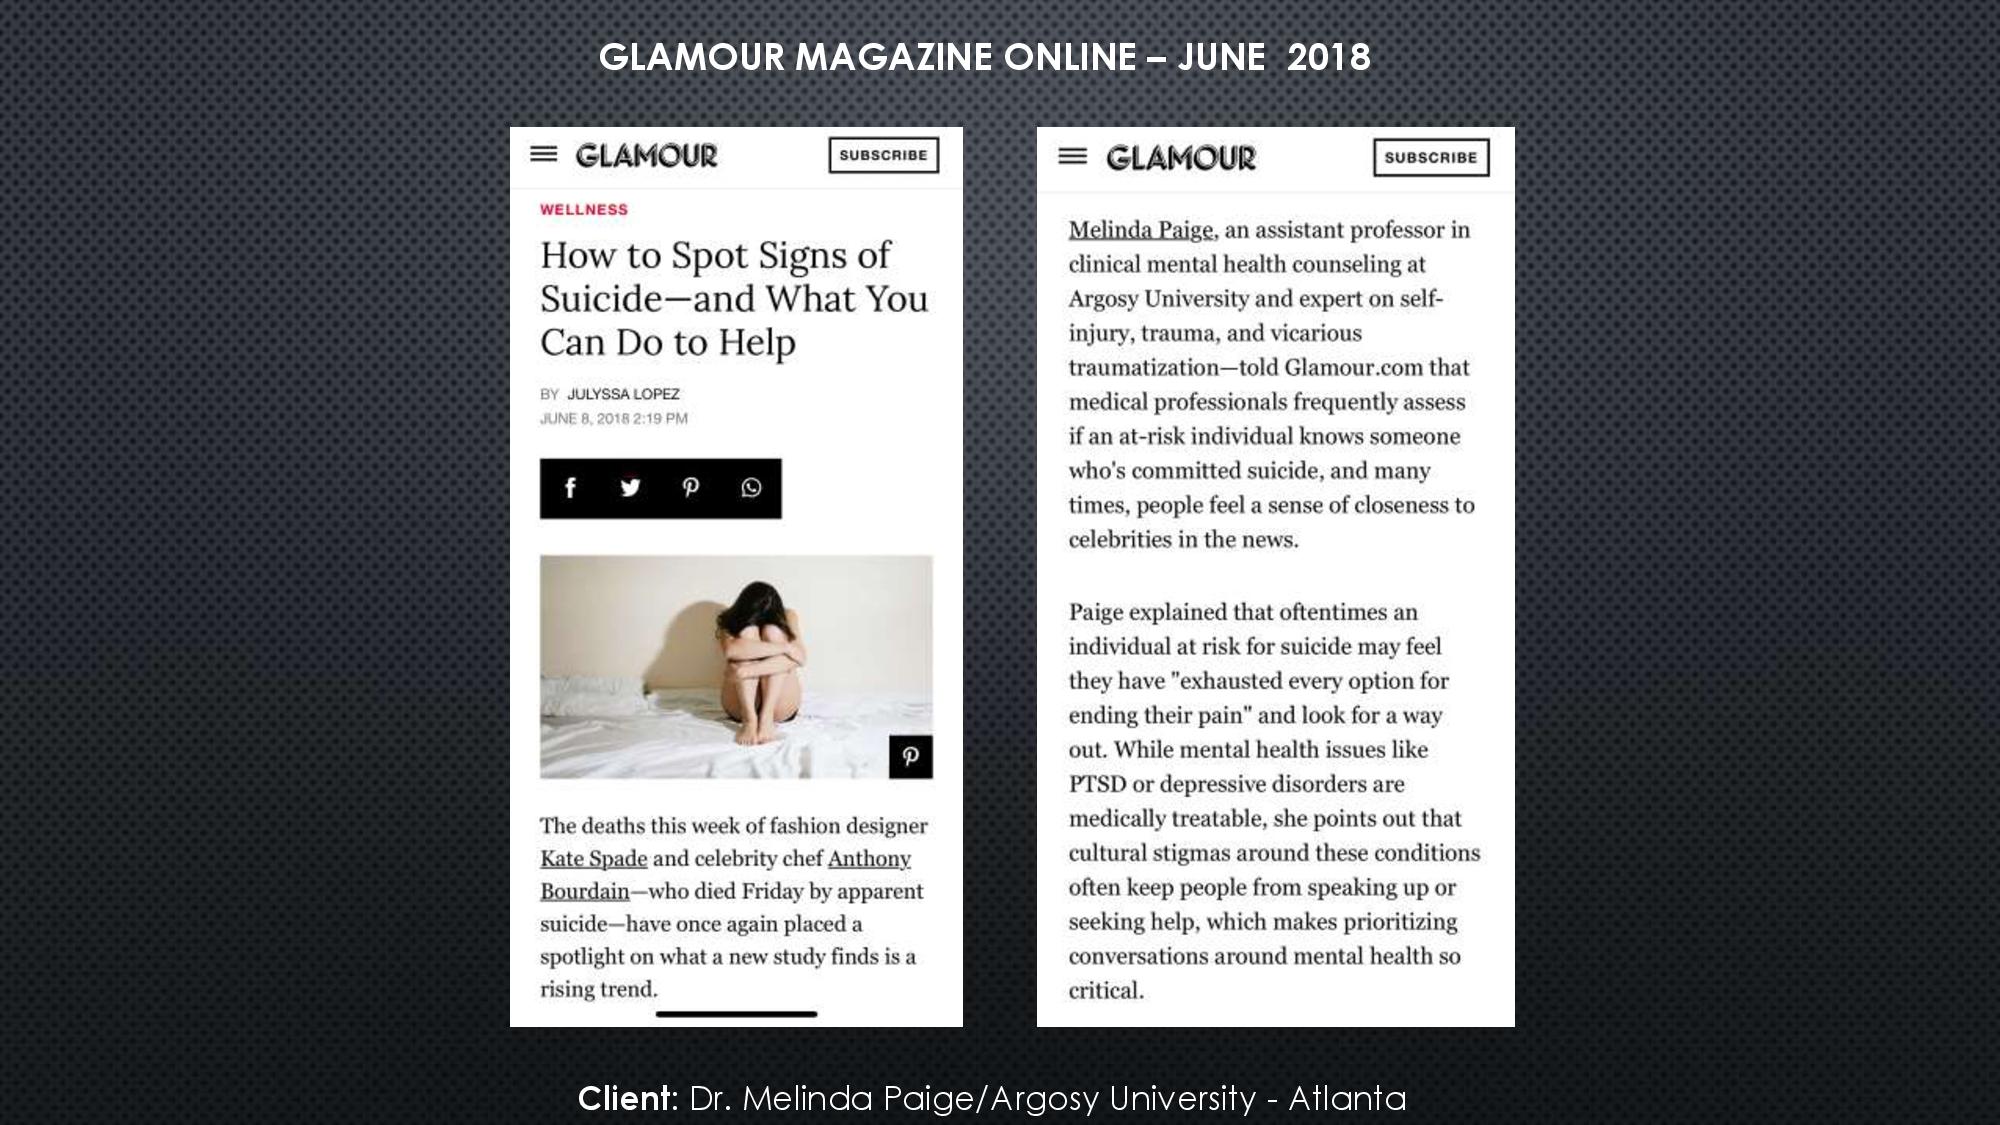 GLAMOUR MAGAZINE ONLINE – JUNE 2018
GLAMOUR
SUBSCRIBE
WELLNESS
How to Spot Signs of
Suicide—and What You
Can Do to Help
BY JULYSSA LOPEZ
JUNE 8, 2018 2:19 PM
The deaths this week of fashion designer
Kate Spade and celebrity chef Anthony
Bourdain—who died Friday by apparent
suicide—have once again placed a
spotlight on what a new study finds is a
rising trend.
GLAMOUR
SUBSCRIBE
Melinda Paige, an assistant professor in
clinical mental health counseling at
Argosy University and expert on self-
injury, trauma, and vicarious
traumatization—told Glamour.com that
medical professionals frequently assess
if an at-risk individual knows someone
who's committed suicide, and many
times, people feel a sense of closeness to
celebrities in the news.
Paige explained that oftentimes an
individual at risk for suicide may feel
they have "exhausted every option for
ending their pain" and look for a way
out. While mental health issues like
PTSD or depressive disorders are
medically treatable, she points out that
cultural stigmas around these conditions
often keep people from speaking up or
seeking help, which makes prioritizing
conversations around mental health so
critical.
Client: Dr. Melinda Paige/Argosy University - Atlanta